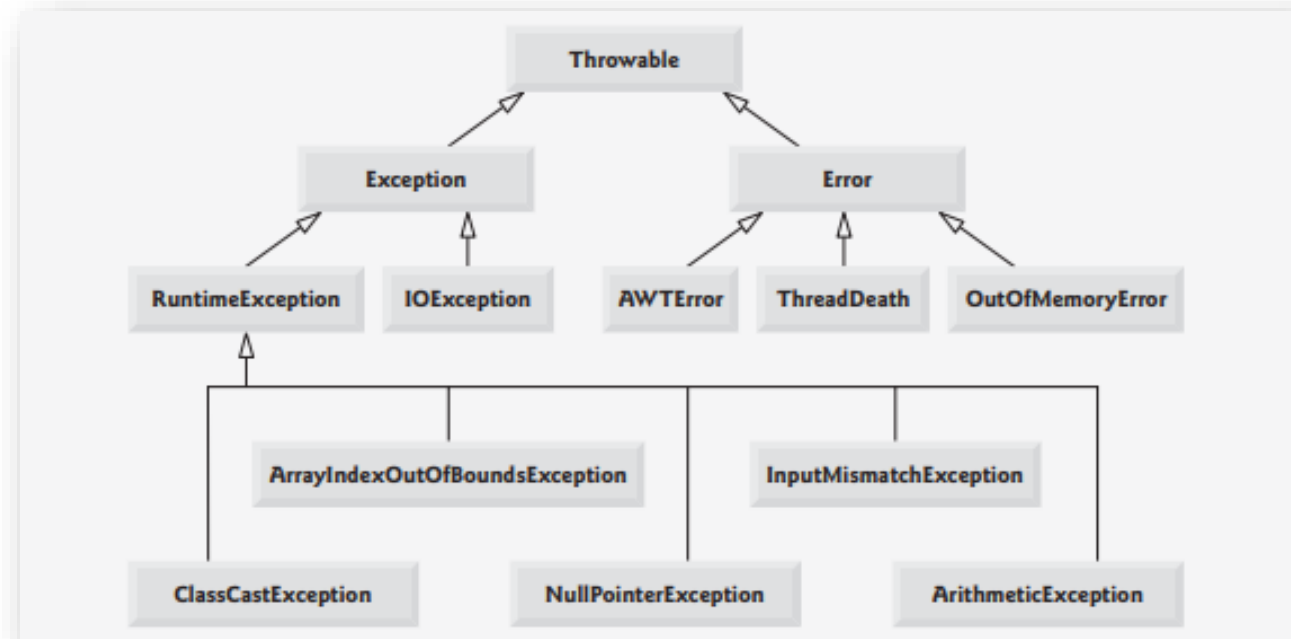 Throwable
Exception
Error
RuntimeException
IOException
AWTError
ThreadDeath
OutOfMemoryError
ArrayIndexOutOfBoundsException
InputMismatchException
ClassCastException
NullPointerException
ArithmeticException